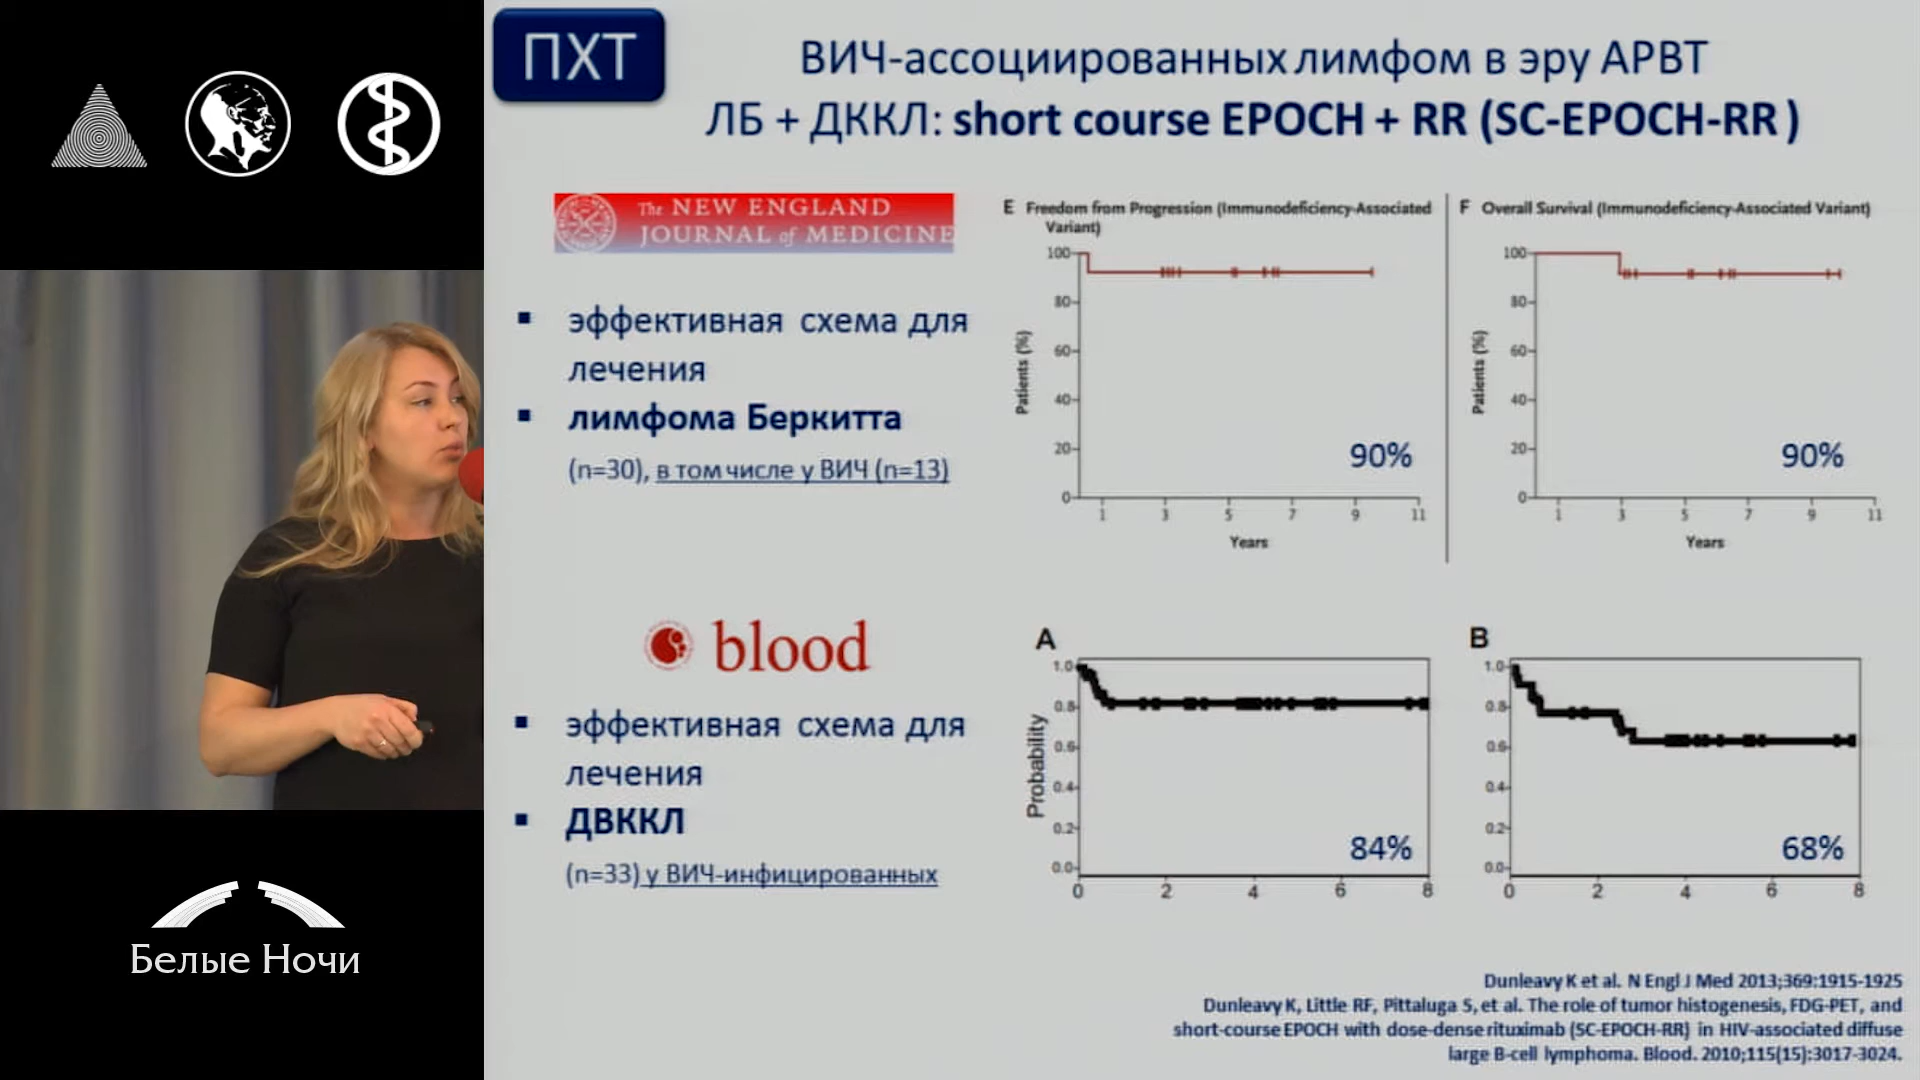 ПХТ
ВИЧ-ассоциированных лимфом в эру АРВТ
ЛБ + ДККЛ: short course EPOCH + RR (SC-EPOCH-RR )
The NEW ENGLAND
JOURNAL of MEDICINE
▪ эффективная схема для
лечения
▪ лимфома Беркитта
(n=30), в том числе у ВИЧ (n=13)
E Freedom from Progression (Immunodeficiency-Associated
Variant)
100
80
60
40
20
0
Patients (%)
90%
1 3 5 7 9 11
Years
F Overall Survival (Immunodeficiency-Associated Variant)
100
80
60
40
20
0
Patients (%)
90%
1 3 5 7 9 11
Years
blood
▪ эффективная схема для
лечения
▪ ДВККЛ
(n=33) у ВИЧ-инфицированных
A
1.0
0.8
0.6
0.4
0.2
0.0
Probability
84%
0 2 4 6 8
B
1.0
0.8
0.6
0.4
0.2
0.0
68%
0 2 4 6 8
Dunleavy K et al. N Engl J Med 2013;369:1915-1925
Dunleavy K, Little RF, Pittaluga S, et al. The role of tumor histogenesis, FDG-PET, and
short-course EPOCH with dose-dense rituximab (SC-EPOCH-RR) in HIV-associated diffuse
large B-cell lymphoma. Blood. 2010;115(15):3017-3024.
Белые Ночи